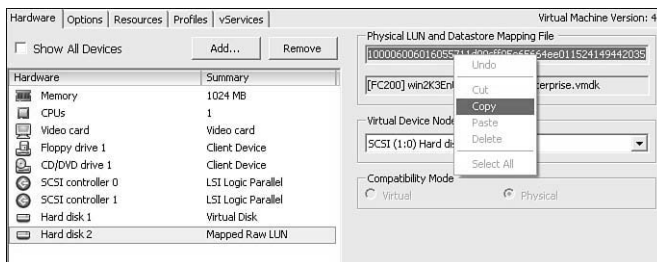 Hardware Options Resources Profiles vServices
Virtual Machine Version: 4
Show All Devices
Add...
Remove
Hardware Summary
Memory 1024 MB
CPUs 1
Video card Video card
Floppy drive 1 Client Device
CD/DVD drive 1 Client Device
SCSI controller 0 LSI Logic Parallel
SCSI controller 1 LSI Logic Parallel
Hard disk 1 Virtual Disk
Hard disk 2 Mapped Raw LUN
Physical LUN and Datastore Mapping File
[FC200] terprise.vmdk
Virtual Device Node
SCSI (1:0) Hard
Compatibility Mode
Virtual
Physical
Undo
Cut
Copy
Paste
Delete
Select All